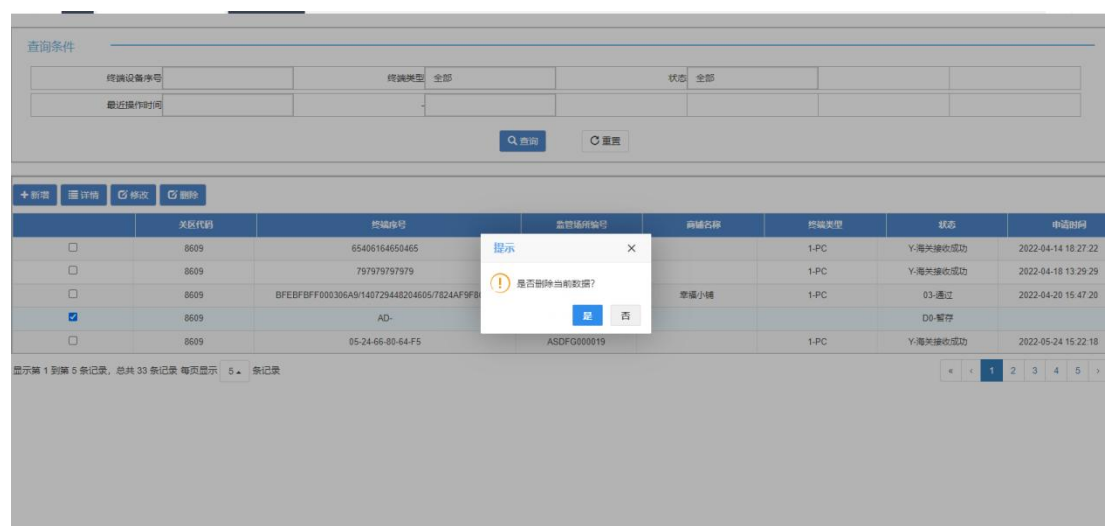 查询条件
终端设备序号 终端类型 全部 状态 全部
最近操作时间 -
查询 重置
新增 详情 修改 删除
关区代码 终端序号 监管场所编号 商铺名称 终端类型 状态 申请时间
8609 65406164650465 1-PC Y-海关接收成功 2022-04-14 18:27:22
8609 797979797979 1-PC Y-海关接收成功 2022-04-18 13:29:29
8609 BFEBFBFF000306A9/140729448204605/7824AF9F8 幸福小铺 1-PC 03-通过 2022-04-20 15:47:20
8609 AD- D0-暂存
8609 05-24-66-80-64-F5 ASDFG000019 1-PC Y-海关接收成功 2022-05-24 15:22:18
提示 ×
是否删除当前数据?
是 否
显示第 1 到第 5 条记录，总共 33 条记录 每页显示 5 条记录
« ‹ 1 2 3 4 5 ›